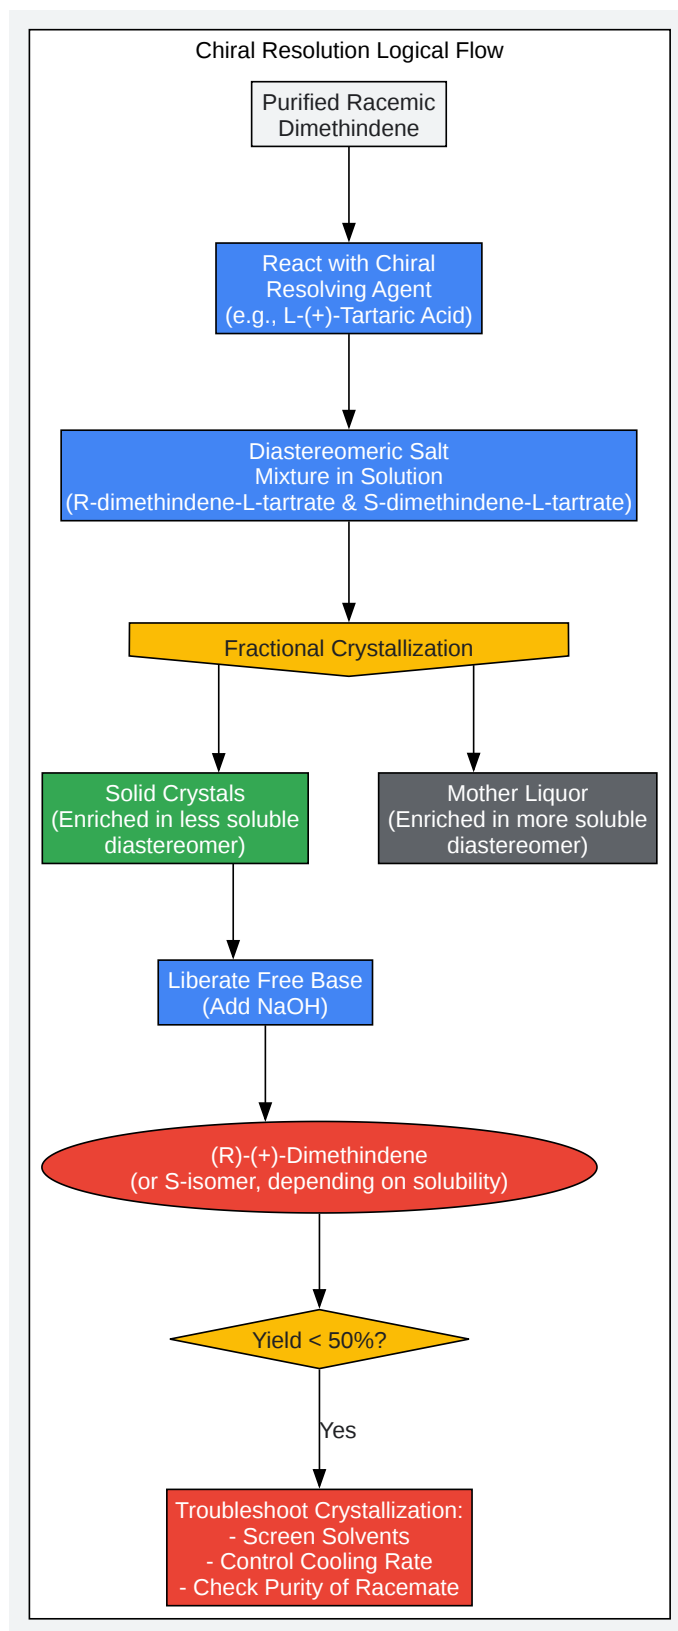 Chiral Resolution Logical Flow
Purified Racemic
Dimethindene
React with Chiral
Resolving Agent
(e.g., L-(+)-Tartaric Acid)
Diastereomeric Salt
Mixture in Solution
(R-dimethindene-L-tartrate & S-dimethindene-L-tartrate)
Fractional Crystallization
Solid Crystals
(Enriched in less soluble
diastereomer)
Mother Liquor
(Enriched in more soluble
diastereomer)
Liberate Free Base
(Add NaOH)
(R)-(+)-Dimethindene
(or S-isomer, depending on solubility)
Yield < 50%?
Yes
Troubleshoot Crystallization:
- Screen Solvents
- Control Cooling Rate
- Check Purity of Racemate